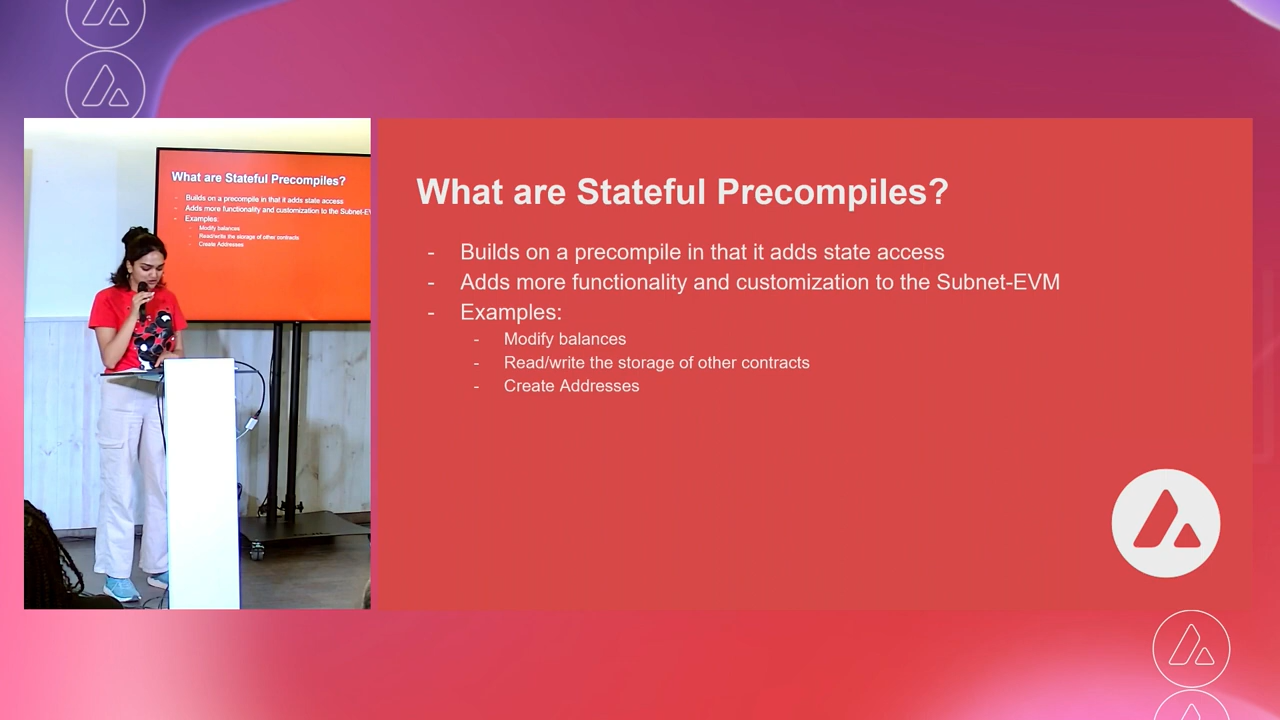 What are Stateful Precompiles?
Builds on a precompile in that it adds state access
Adds more functionality and customization to the Subnet-EV
Examples:
Modify balances
Read/write the storage of other contracts
Create Addresses
What are Stateful Precompiles?
- Builds on a precompile in that it adds state access
- Adds more functionality and customization to the Subnet-EVM
- Examples:
- Modify balances
- Read/write the storage of other contracts
- Create Addresses